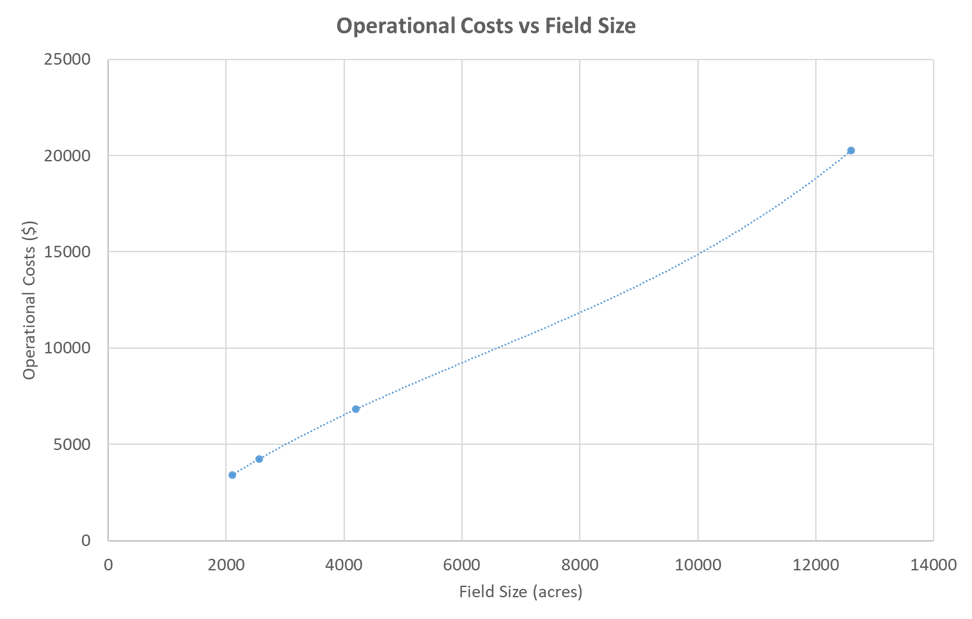 Operational Costs vs Field Size
25000
20000
15000
10000
5000
0
Operational Costs ($)
0 2000 4000 6000 8000 10000 12000 14000
Field Size (acres)